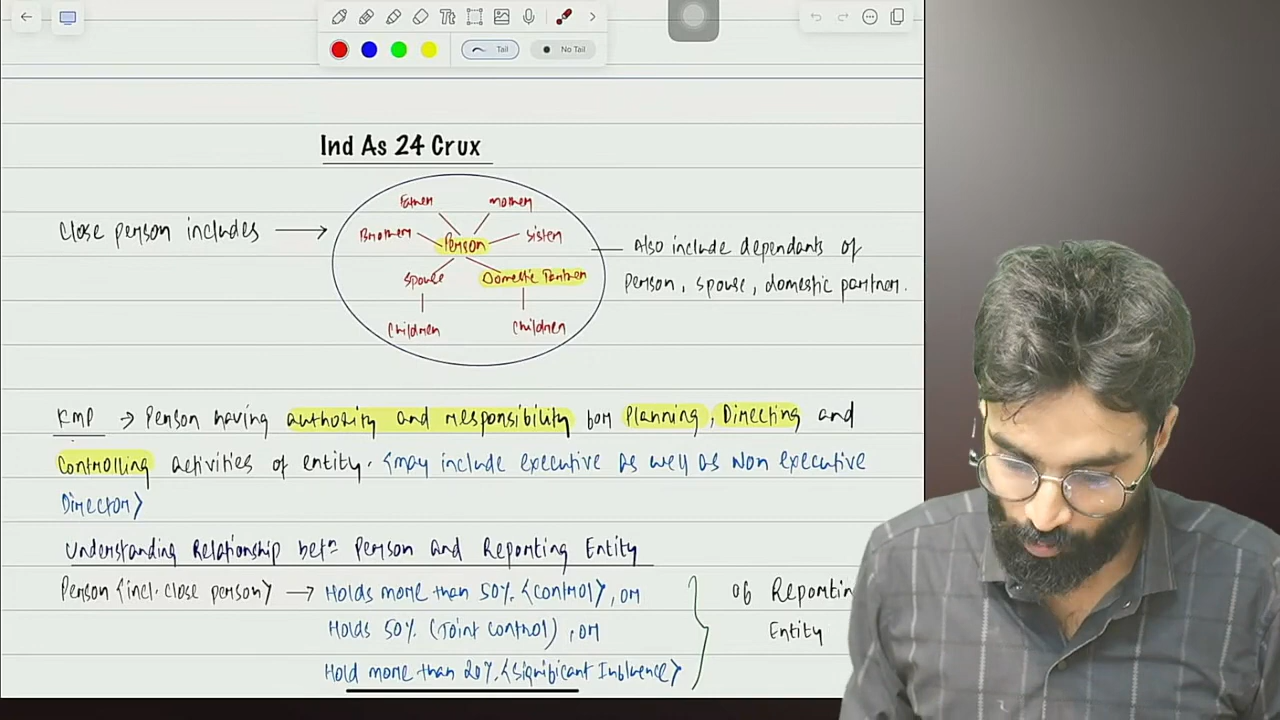 Tail
No Tail
Ind As 24 Crux
Close person includes
Father
Mother
Brother
Person
Sister
Spouse
Domestic Partner
Children
Children
Also include dependants of
Person, spouse, domestic partner.
KMP → Person having authority and responsibility for Planning, Directing and
Controlling activities of entity. <may include executive as well as Non executive
Director>
Understanding Relationship betn Person and Reporting Entity
Person <incl. close person> → Holds more than 50%. <control>, or
Holds 50% (Joint control), or
Hold more than 20%. <significant Influence>
of Reporting
Entity